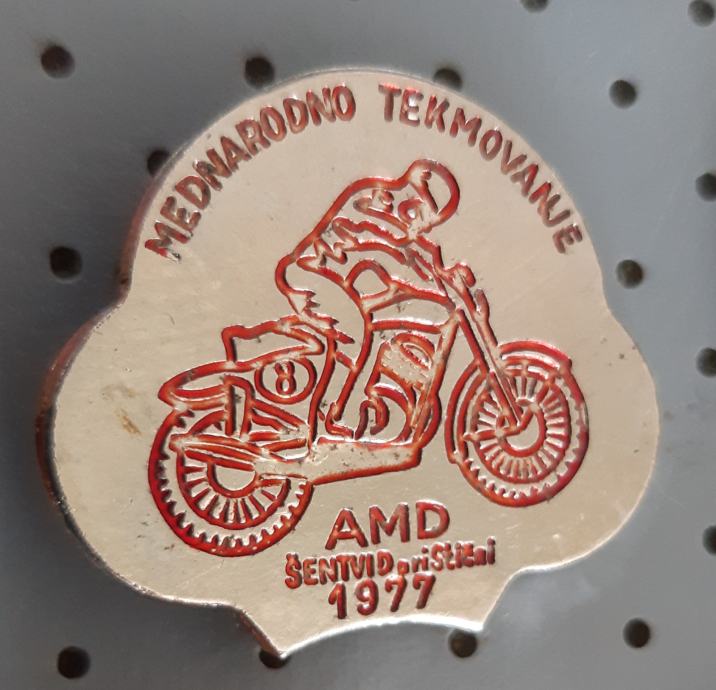 MEDNARODNO TEKMOVANJE
8
AMD
ŠENTVID pri Stični
1977